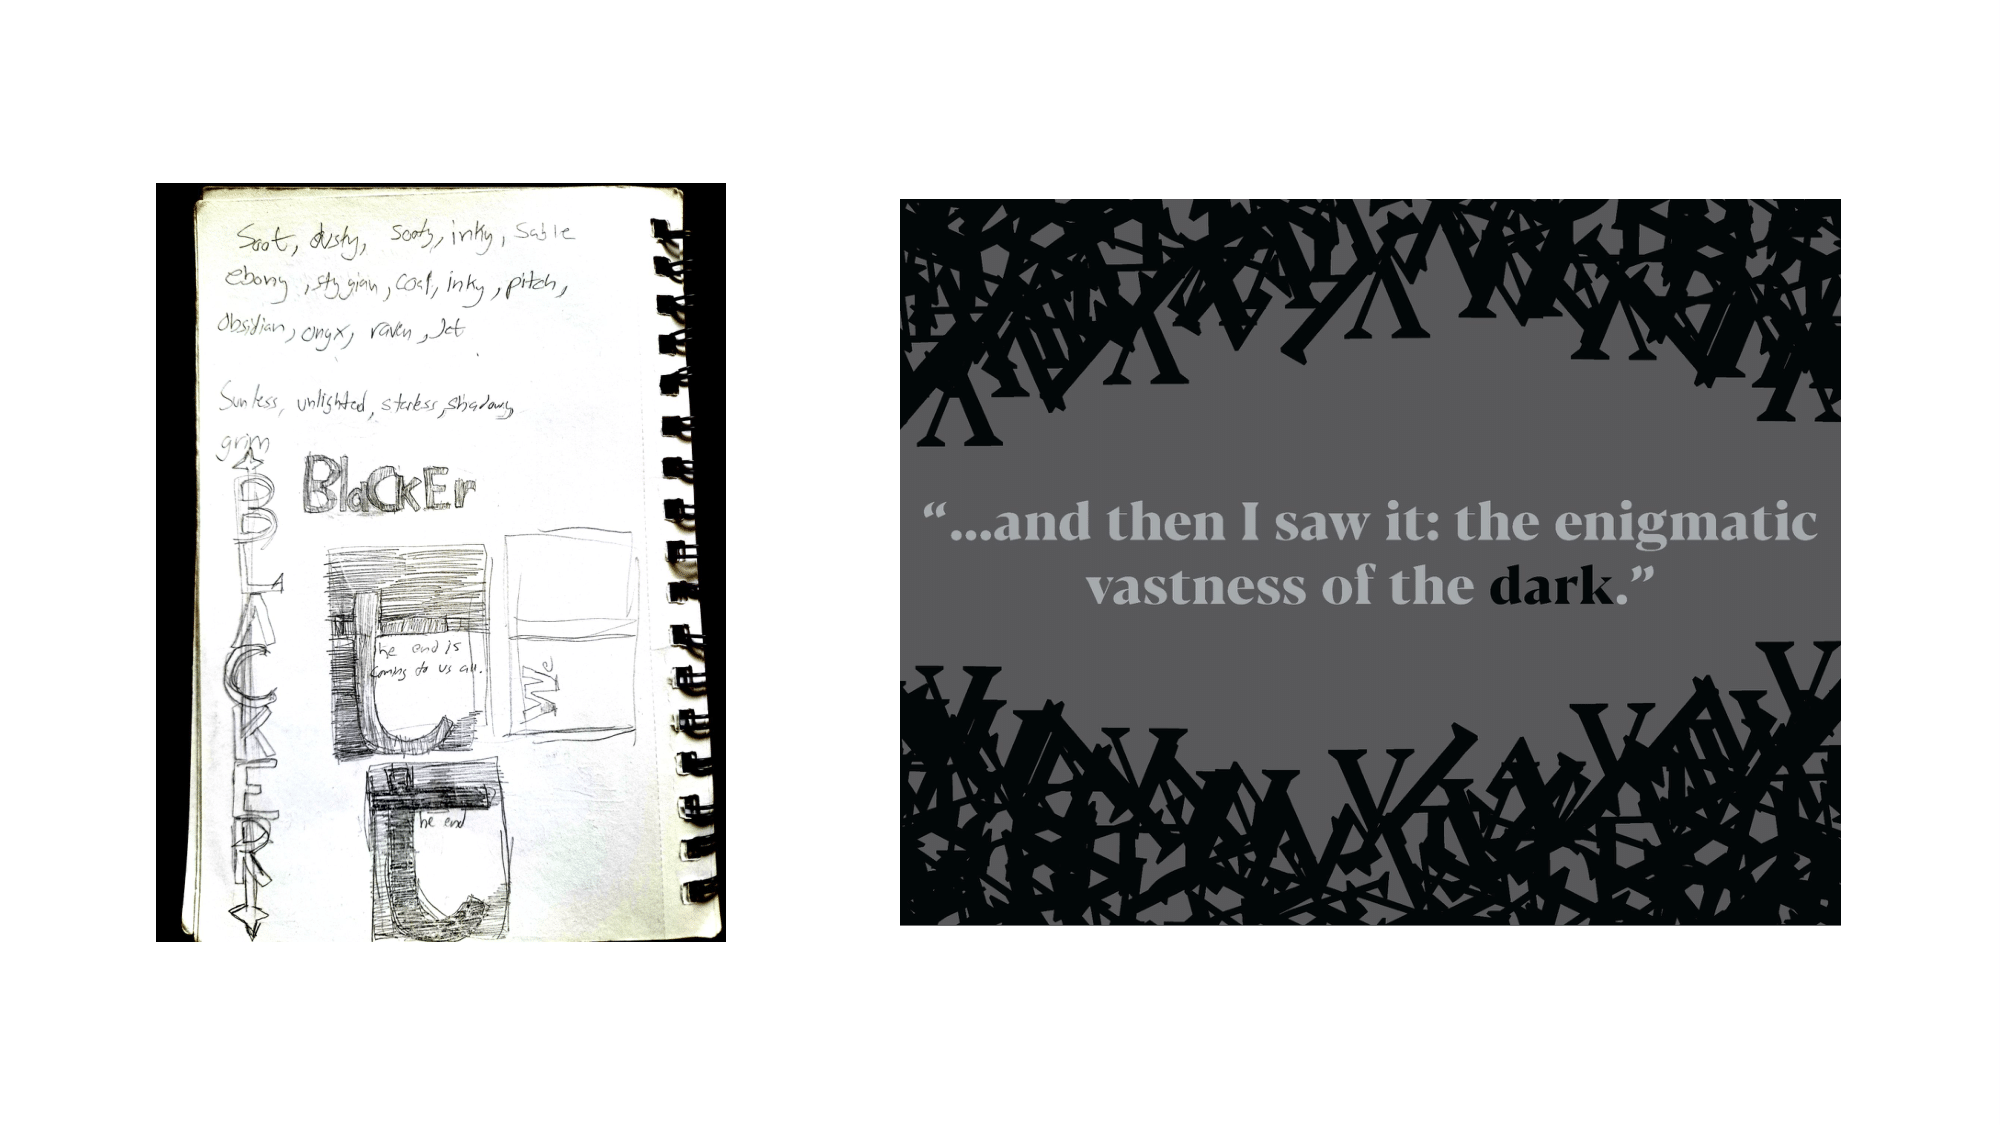 Soot, dusty, sooty, inky, Sable
ebony, stygian, coal, inky, pitch,
Obsidian, onyx, raven, Jet
Sunless, unlighted, starless, shadowy
grim
BLACKER
BlacKEr
The end is
coming to us all.
We
The end
“...and then I saw it: the enigmatic
vastness of the dark.”